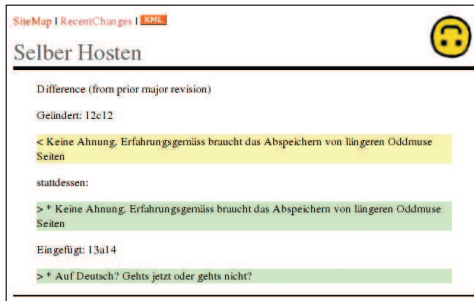 SiteMap | RecentChanges | XML
Selber Hosten
Difference (from prior major revision)
Geändert: 12c12
< Keine Ahnung. Erfahrungsgemäss braucht das Abspeichern von längeren Oddmuse
Seiten
stattdessen:
> * Keine Ahnung. Erfahrungsgemäss braucht das Abspeichern von längeren Oddmuse
Seiten
Eingefügt: 13a14
> * Auf Deutsch? Gehts jetzt oder gehts nicht?